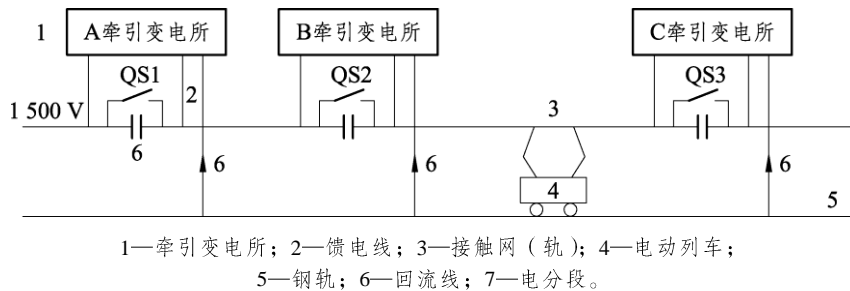 1 A牵引变电所 B牵引变电所 C牵引变电所
QS1 QS2 QS3
2
1 500 V 3
6
6 6 4 6
5
1—牵引变电所；2—馈电线；3—接触网（轨）；4—电动列车；
5—钢轨；6—回流线；7—电分段。